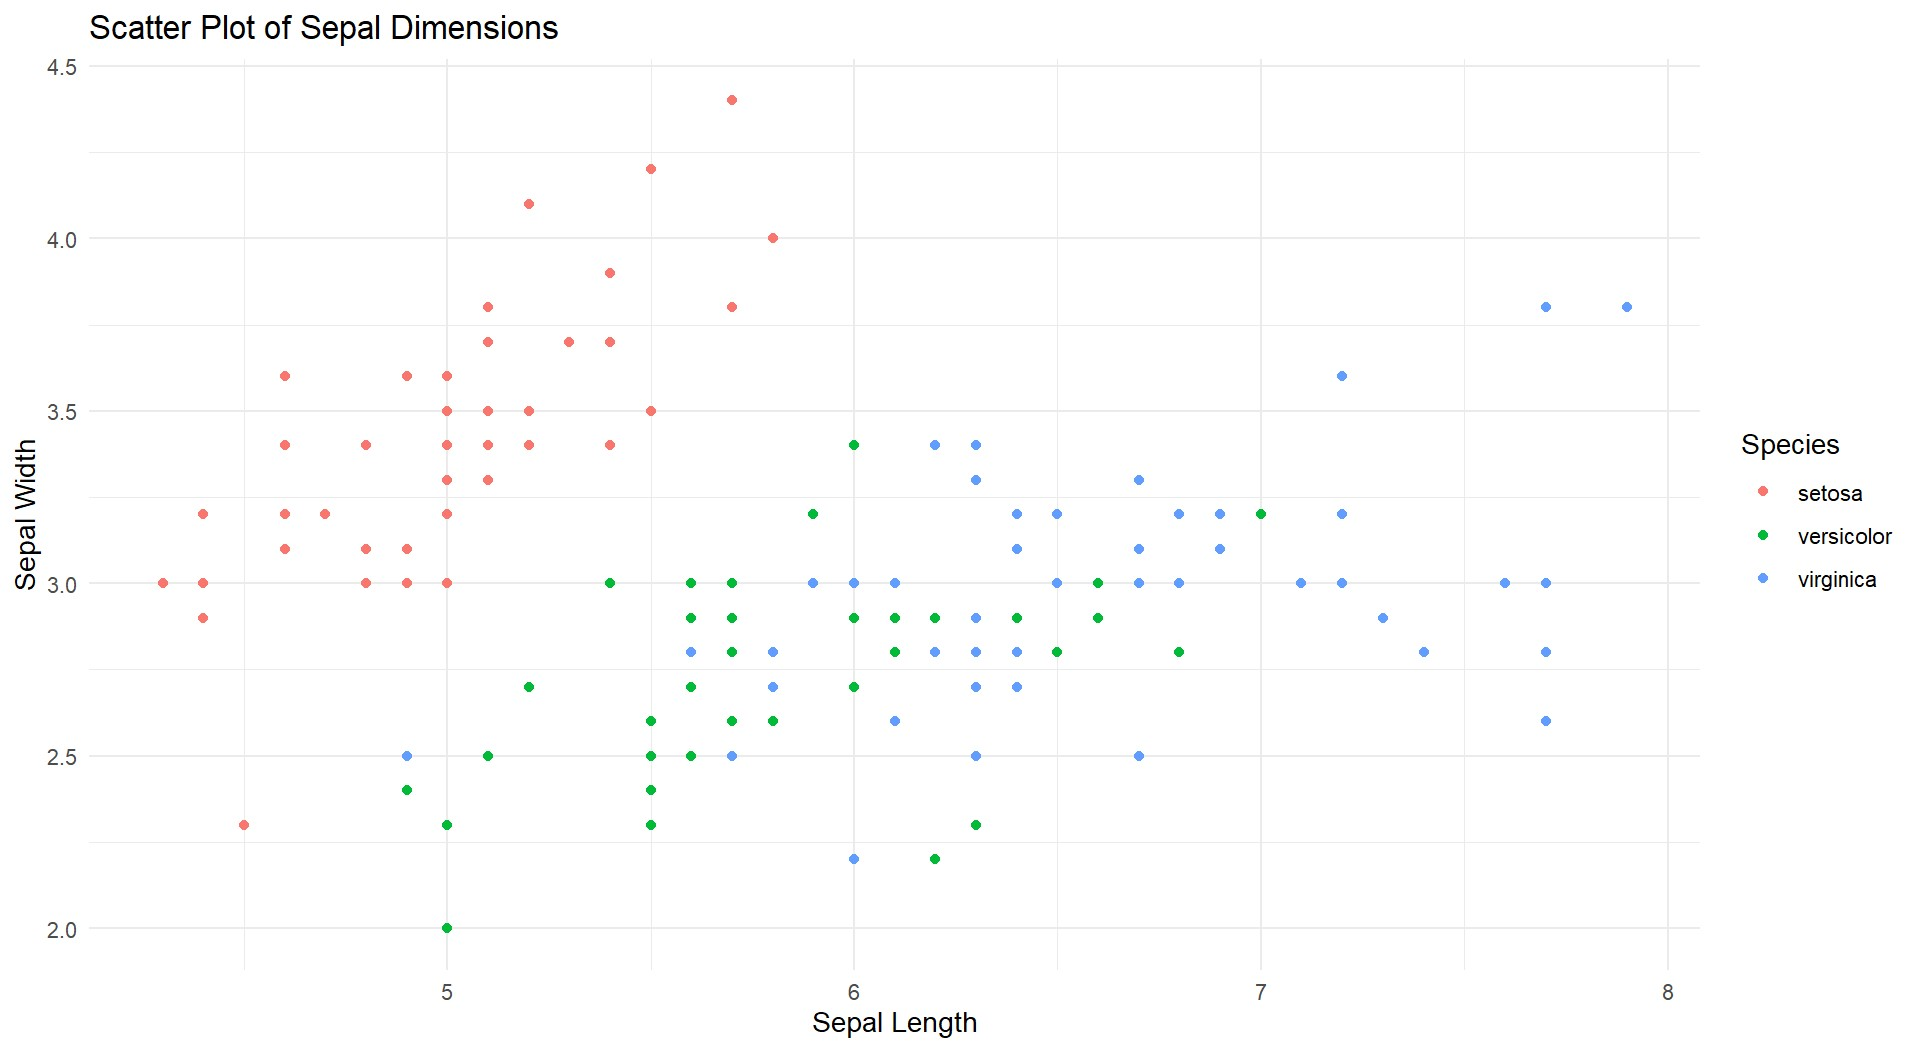 Scatter Plot of Sepal Dimensions
4.5
4.0
3.5
3.0
2.5
2.0
Sepal Width
5 6 7 8
Sepal Length
Species
setosa
versicolor
virginica